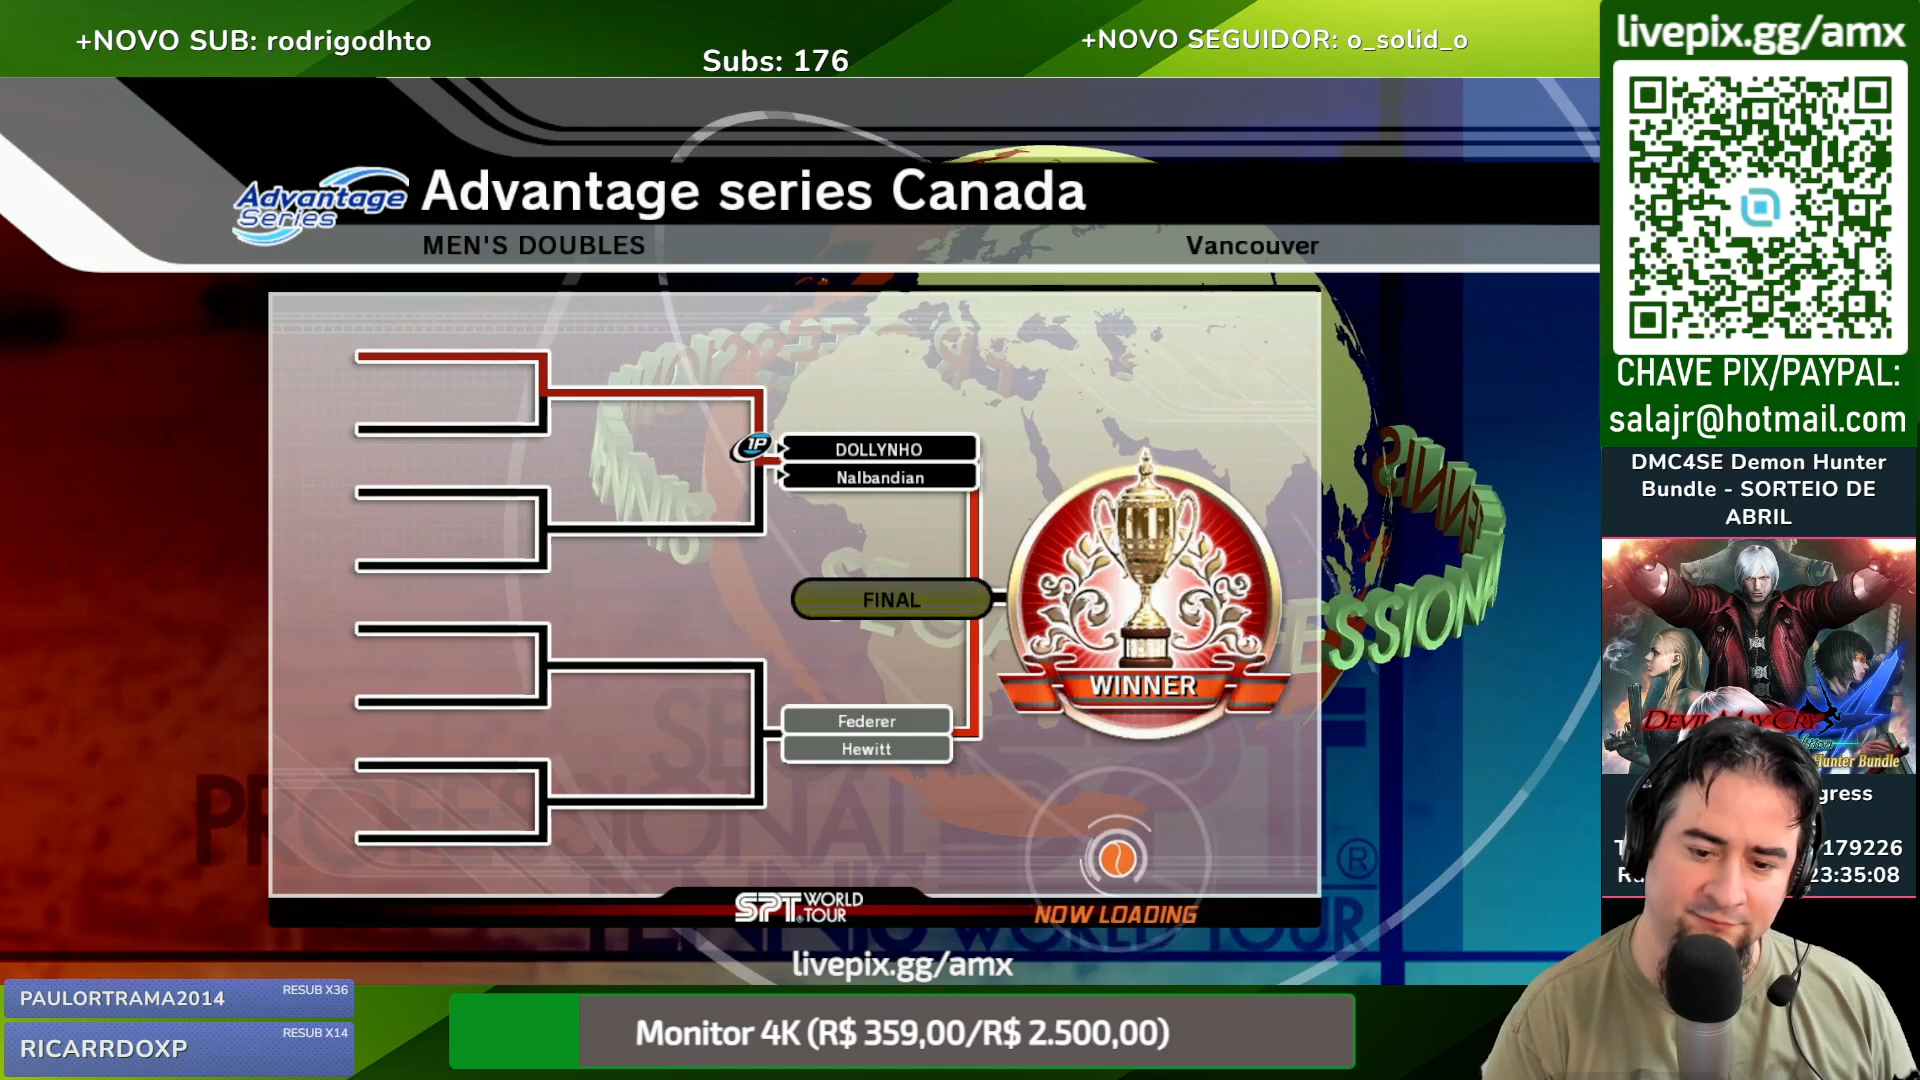 +NOVO SUB: rodrigodhto
Subs: 176
+NOVO SEGUIDOR: o_solid_o
livepix.gg/amx
Advantage Series
Advantage series Canada
MEN'S DOUBLES
Vancouver
1P
DOLLYNHO
Nalbandian
FINAL
WINNER
Federer
Hewitt
SPT WORLD TOUR
NOW LOADING
CHAVE PIX/PAYPAL:
salajr@hotmail.com
DMC4SE Demon Hunter
Bundle - SORTEIO DE
ABRIL
DEVIL MAY CRY 4
Hunter Bundle
179226
23:35:08
livepix.gg/amx
PAULORTRAMA2014
RESUB X36
RICARRDOXP
RESUB X14
Monitor 4K (R$ 359,00/R$ 2.500,00)